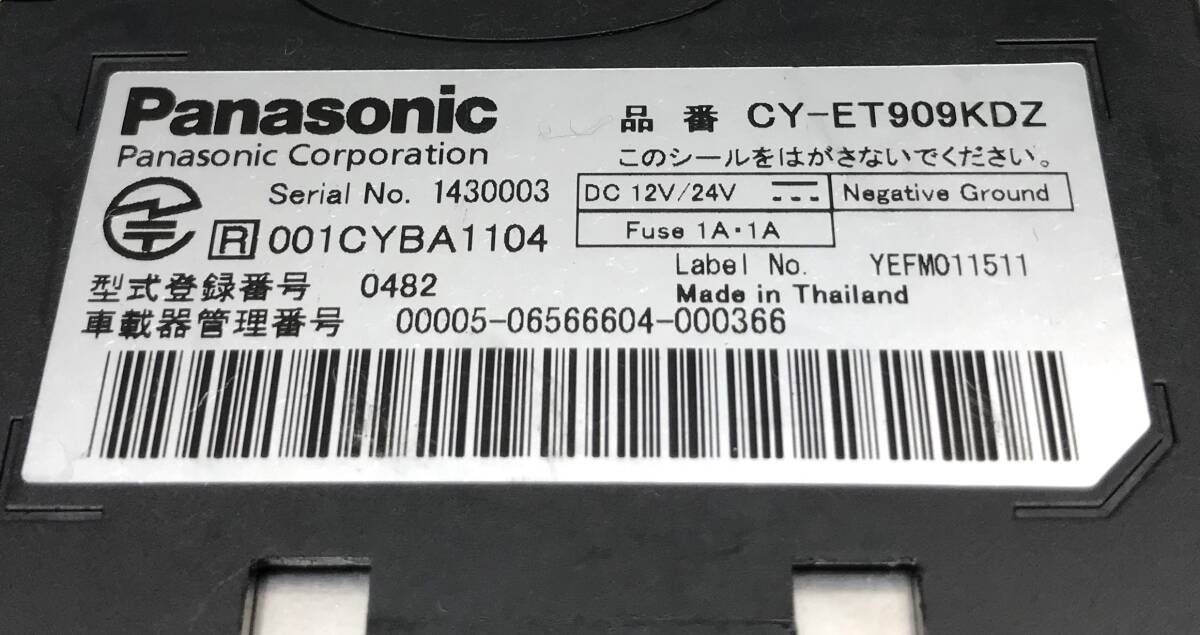 Panasonic
Panasonic Corporation
品番 CY-ET909KDZ
このシールをはがさないでください。
Serial No. 1430003
DC 12V/24V
Negative Ground
Fuse 1A・1A
R 001CYBA1104
Label No. YEFM011511
Made in Thailand
型式登録番号 0482
車載器管理番号 00005-06566604-000366